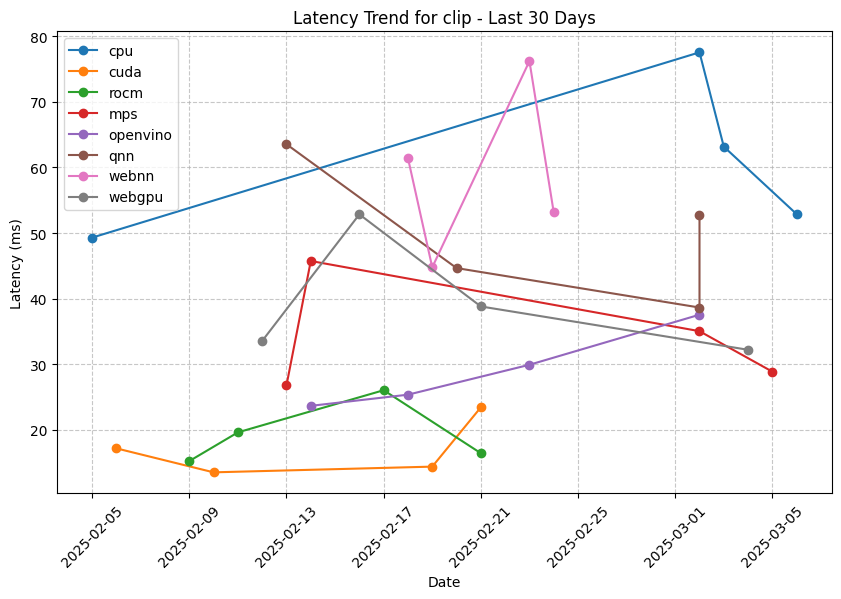 Latency Trend for clip - Last 30 Days
80
70
60
50
40
30
20
Latency (ms)
cpu
cuda
rocm
mps
openvino
qnn
webnn
webgpu
2025-02-05
2025-02-09
2025-02-13
2025-02-17
2025-02-21
2025-02-25
2025-03-01
2025-03-05
Date